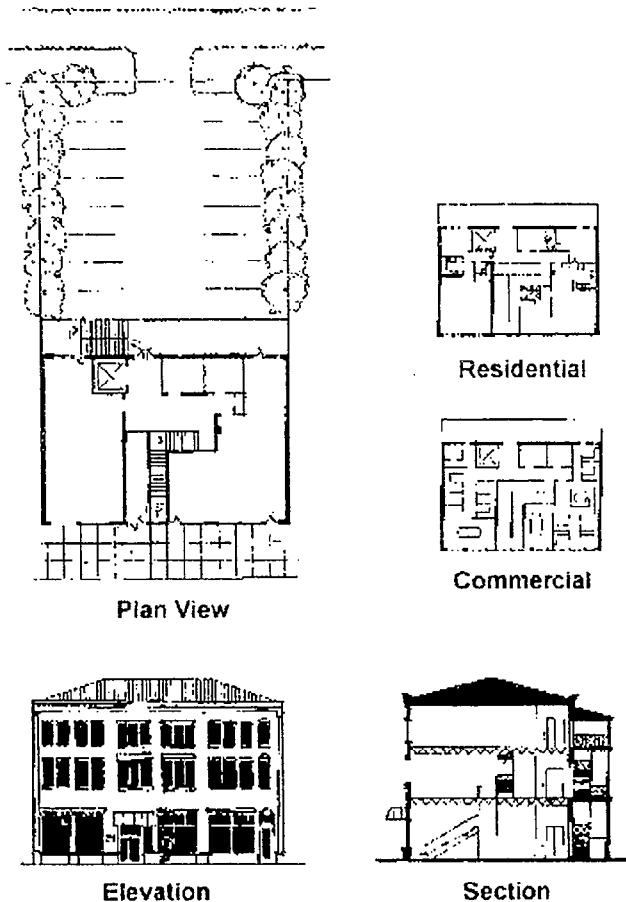 Residential
Commercial
Plan View
Elevation
Section